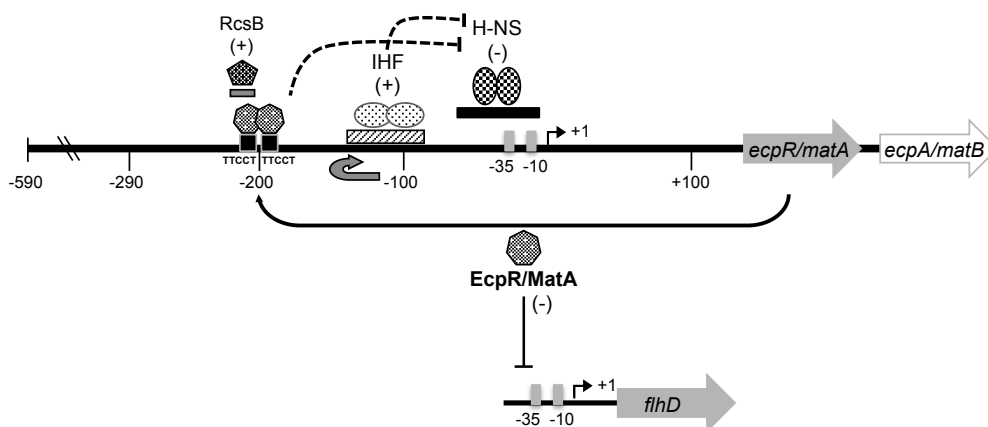 RcsB
(+)
IHF
(+)
H-NS
(-)
+1
-35 -10
TTCCT TTCCT
ecpR/matA
ecpA/matB
-590 -290 -200 -100 +100
EcpR/MatA
(-)
+1
-35 -10
flhD